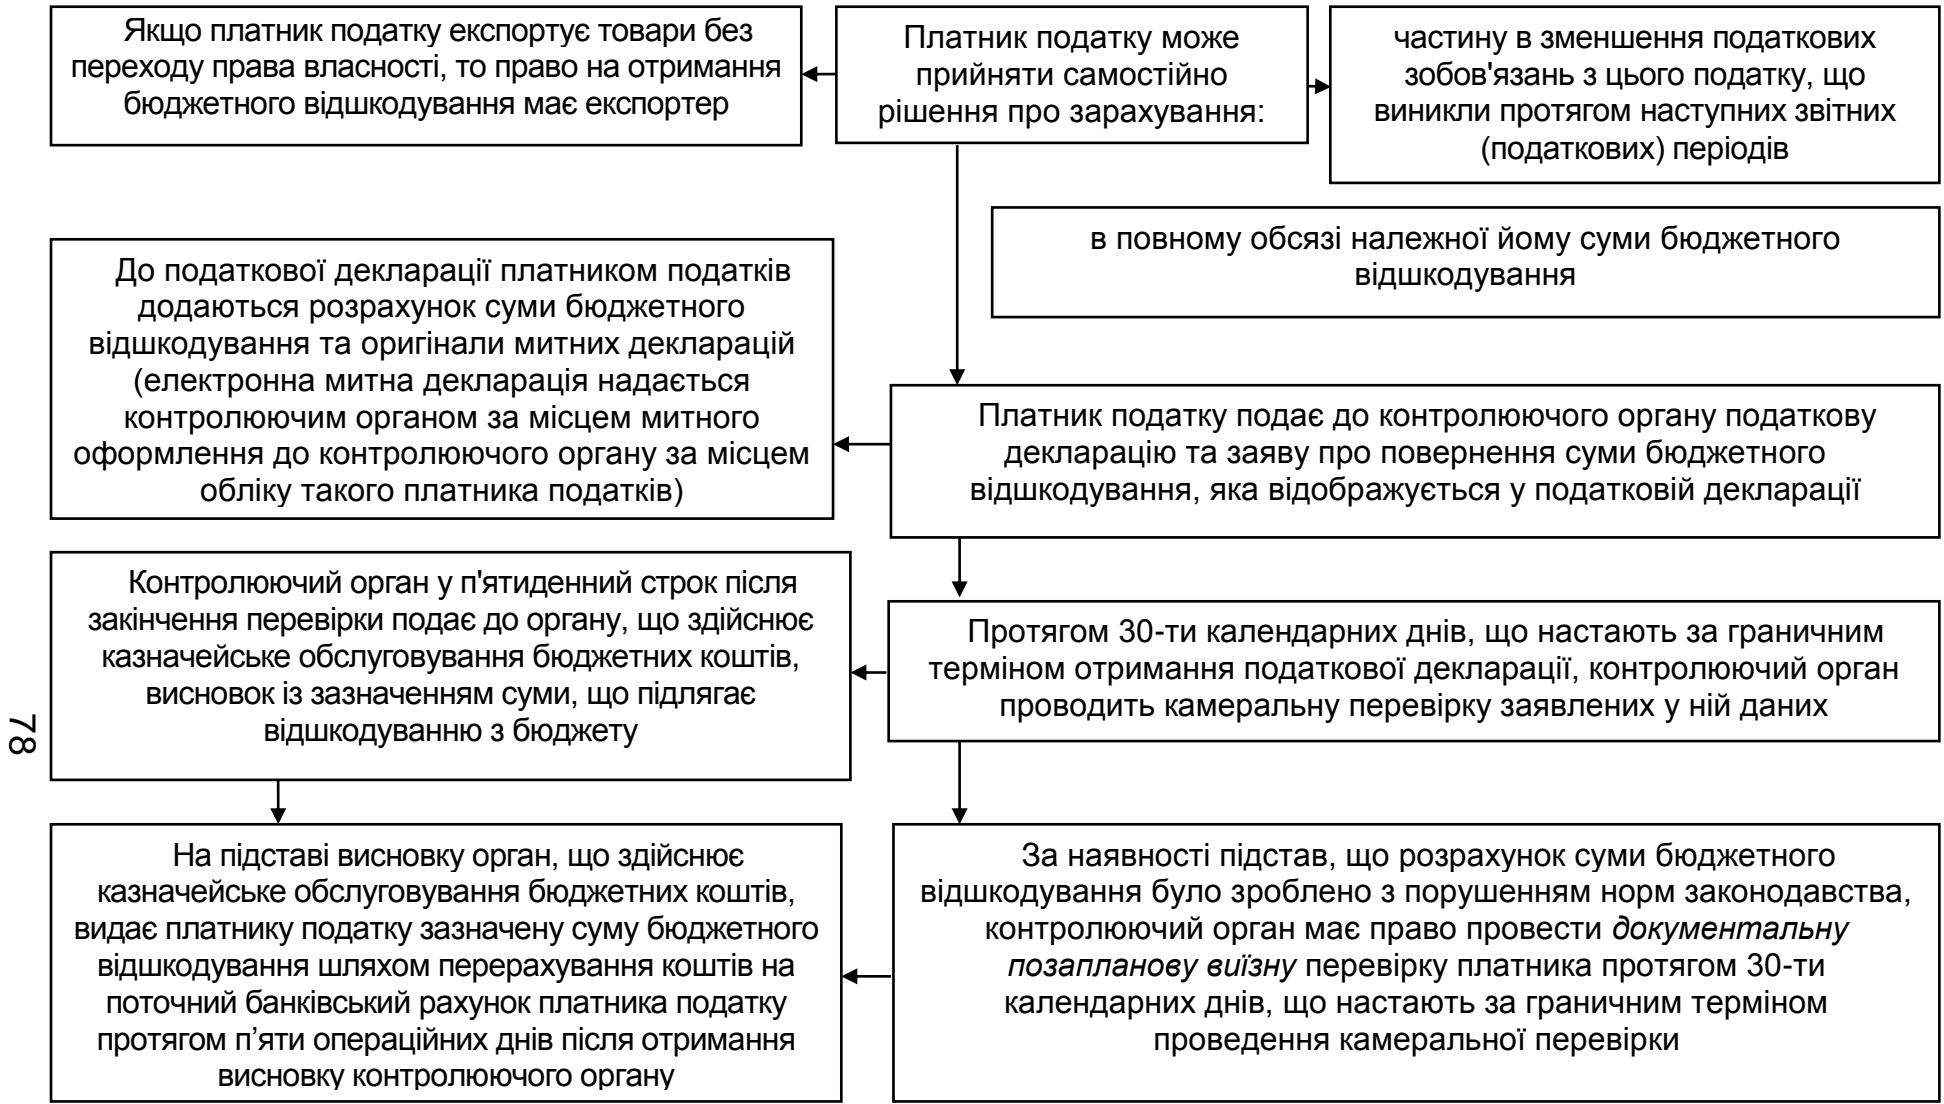 Якщо платник податку експортує товари без
переходу права власності, то право на отримання
бюджетного відшкодування має експортер
Платник податку може
прийняти самостійно
рішення про зарахування:
частину в зменшення податкових
зобов'язань з цього податку, що
виникли протягом наступних звітних
(податкових) періодів
в повному обсязі належної йому суми бюджетного
відшкодування
До податкової декларації платником податків
додаються розрахунок суми бюджетного
відшкодування та оригінали митних декларацій
(електронна митна декларація надається
контролюючим органом за місцем митного
оформлення до контролюючого органу за місцем
обліку такого платника податків)
Платник податку подає до контролюючого органу податкову
декларацію та заяву про повернення суми бюджетного
відшкодування, яка відображується у податковій декларації
Контролюючий орган у п'ятиденний строк після
закінчення перевірки подає до органу, що здійснює
казначейське обслуговування бюджетних коштів,
висновок із зазначенням суми, що підлягає
відшкодуванню з бюджету
Протягом 30-ти календарних днів, що настають за граничним
терміном отримання податкової декларації, контролюючий орган
проводить камеральну перевірку заявлених у ній даних
78
На підставі висновку орган, що здійснює
казначейське обслуговування бюджетних коштів,
видає платнику податку зазначену суму бюджетного
відшкодування шляхом перерахування коштів на
поточний банківський рахунок платника податку
протягом п’яти операційних днів після отримання
висновку контролюючого органу
За наявності підстав, що розрахунок суми бюджетного
відшкодування було зроблено з порушенням норм законодавства,
контролюючий орган має право провести документальну
позапланову виїзну перевірку платника протягом 30-ти
календарних днів, що настають за граничним терміном
проведення камеральної перевірки